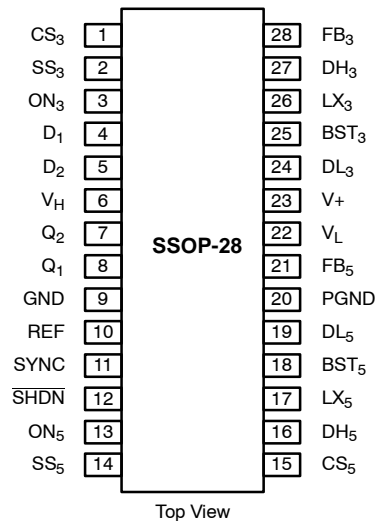 CS3 1 28 FB3
SS3 2 27 DH3
ON3 3 26 LX3
D1 4 25 BST3
D2 5 24 DL3
VH 6 23 V+
Q2 7 22 VL
SSOP-28
Q1 8 21 FB5
GND 9 20 PGND
REF 10 19 DL5
SYNC 11 18 BST5
SHDN 12 17 LX5
ON5 13 16 DH5
SS5 14 15 CS5
Top View